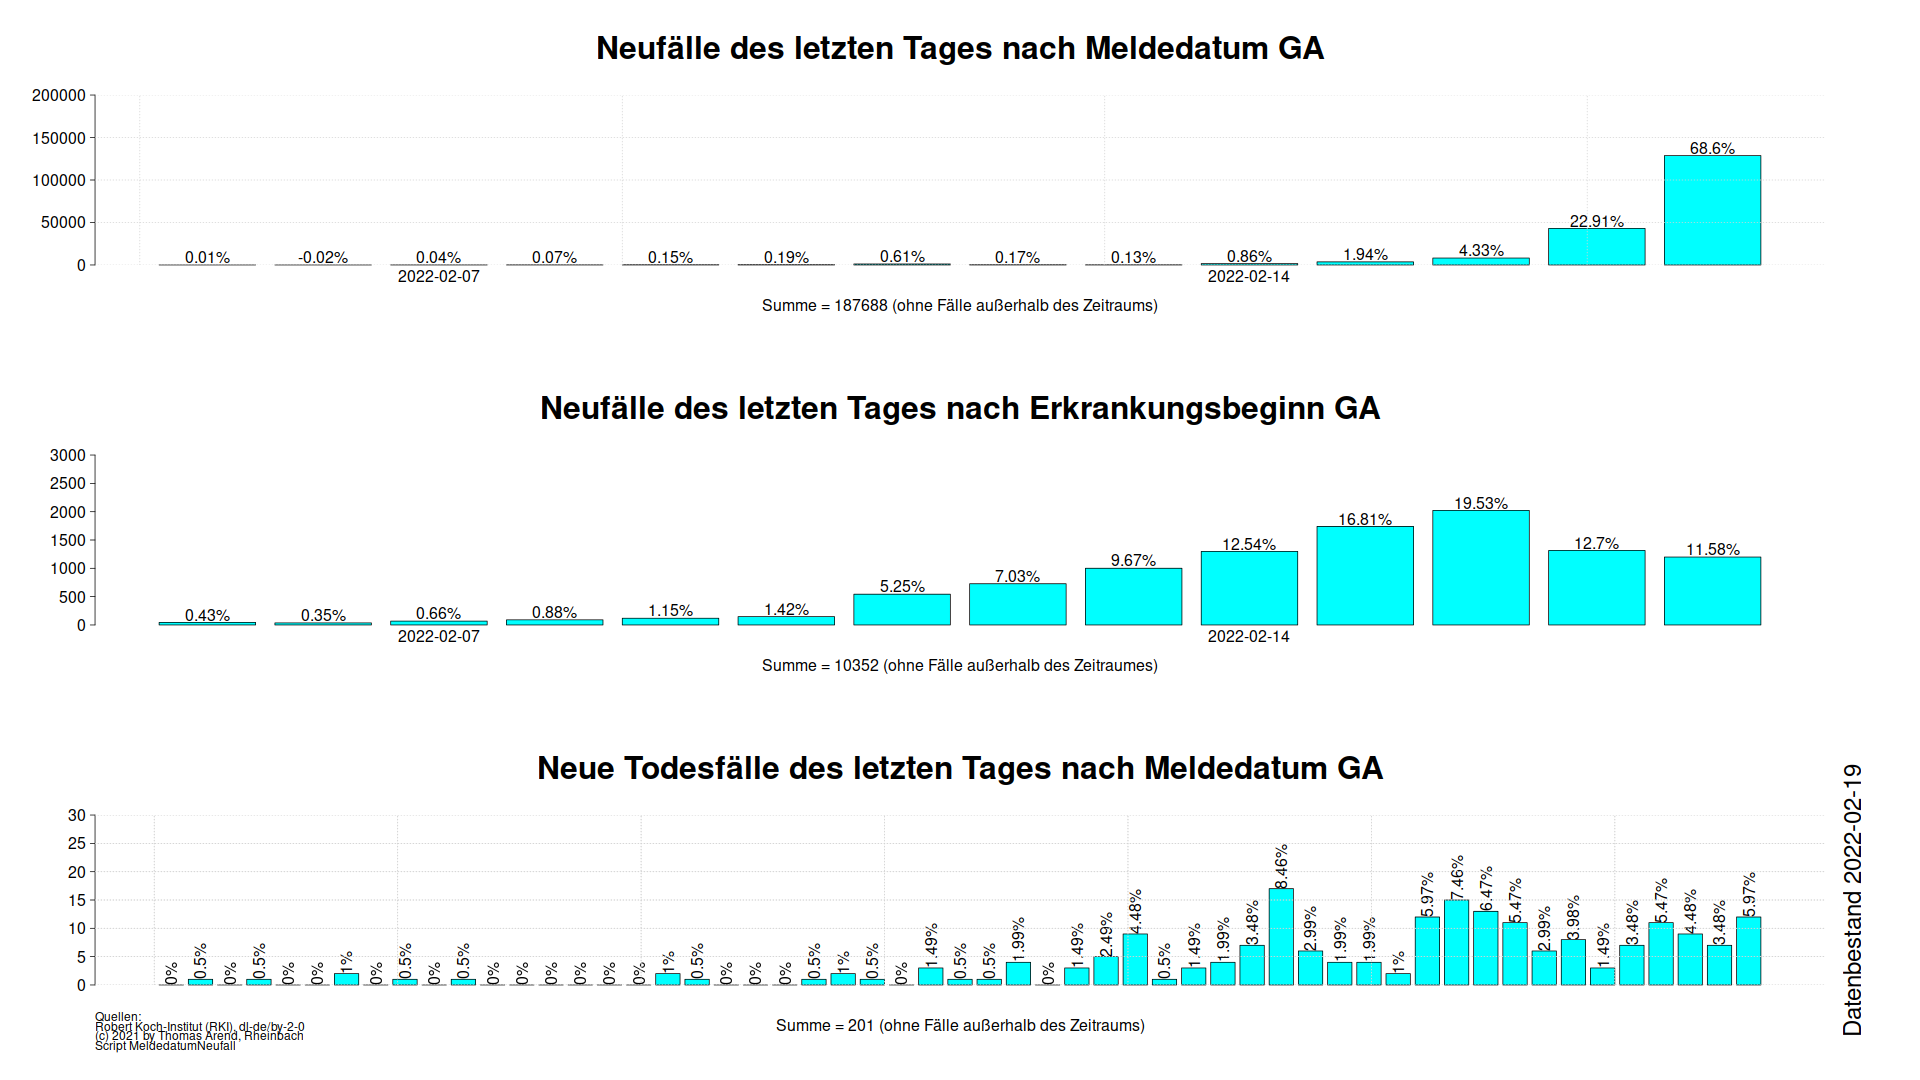 Neufälle des letzten Tages nach Meldedatum GA
200000
150000
100000
50000
0
0.01% -0.02% 0.04% 0.07% 0.15% 0.19% 0.61% 0.17% 0.13% 0.86% 1.94% 4.33% 22.91% 68.6%
2022-02-07 2022-02-14
Summe = 187688 (ohne Fälle außerhalb des Zeitraums)
Neufälle des letzten Tages nach Erkrankungsbeginn GA
3000
2500
2000
1500
1000
500
0
0.43% 0.35% 0.66% 0.88% 1.15% 1.42% 5.25% 7.03% 9.67% 12.54% 16.81% 19.53% 12.7% 11.58%
2022-02-07 2022-02-14
Summe = 10352 (ohne Fälle außerhalb des Zeitraumes)
Neue Todesfälle des letzten Tages nach Meldedatum GA
30
25
20
15
10
5
0
0% 0.5% 0% 0.5% 0% 0% 1% 0% 0.5% 0% 0.5% 0% 0% 0% 0% 0% 0% 1% 0.5% 0% 0% 0% 0.5% 1% 0.5% 0% 1.49% 0.5% 0.5% 1.99% 0% 1.49% 2.49% 4.48% 0.5% 1.49% 1.99% 3.48% 8.46% 2.99% 1.99% 1.99% 1% 5.97% 7.46% 6.47% 5.47% 2.99% 3.98% 1.49% 3.48% 5.47% 4.48% 3.48% 5.97%
Summe = 201 (ohne Fälle außerhalb des Zeitraums)
Quellen:
Robert Koch-Institut (RKI), dl-de/by-2-0
(c) 2021 by Thomas Arend, Rheinbach
Script MeldedatumNeufall
Datenbestand 2022-02-19